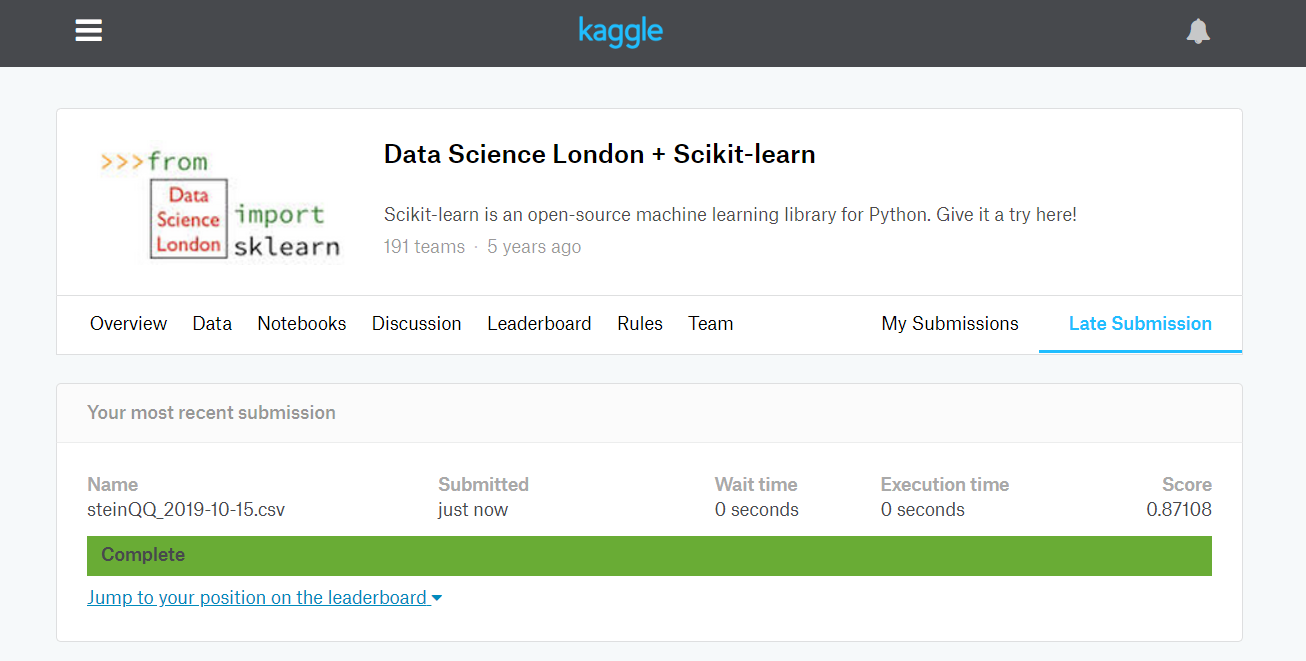 kaggle
>>>from
Data
Science
London
import
sklearn
Data Science London + Scikit-learn
Scikit-learn is an open-source machine learning library for Python. Give it a try here!
191 teams · 5 years ago
Overview Data Notebooks Discussion Leaderboard Rules Team My Submissions Late Submission
Your most recent submission
Name Submitted Wait time Execution time Score
steinQQ_2019-10-15.csv just now 0 seconds 0 seconds 0.87108
Complete
Jump to your position on the leaderboard